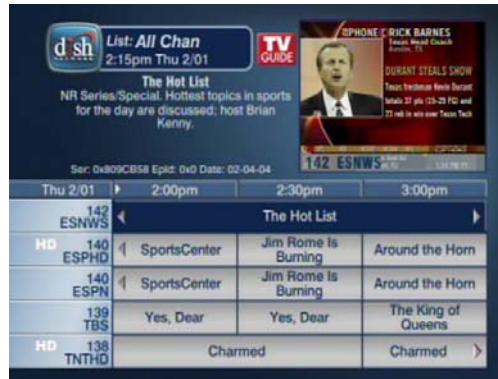 dish
NETWORK
List: All Chan
2:15pm Thu 2/01
TV
GUIDE
The Hot List
NR Series/Special. Hottest topics in sports
for the day are discussed; host Brian
Kenny.
Ser: 0x809CB58 EpId: 0x0 Date: 02-04-04
PHONE RICK BARNES
Texas Head Coach
Austin, TX
DURANT STEALS SHOW
Texas freshman Kevin Durant
totals 37 pts (15-29 FG) and
23 reb in win over Texas Tech
142 ESNWS
Thu 2/01 2:00pm 2:30pm 3:00pm
142
ESNWS
The Hot List
HD 140
ESPHD
SportsCenter
Jim Rome Is
Burning
Around the Horn
140
ESPN
SportsCenter
Jim Rome Is
Burning
Around the Horn
139
TBS
Yes, Dear
Yes, Dear
The King of
Queens
HD 138
TNTHD
Charmed
Charmed